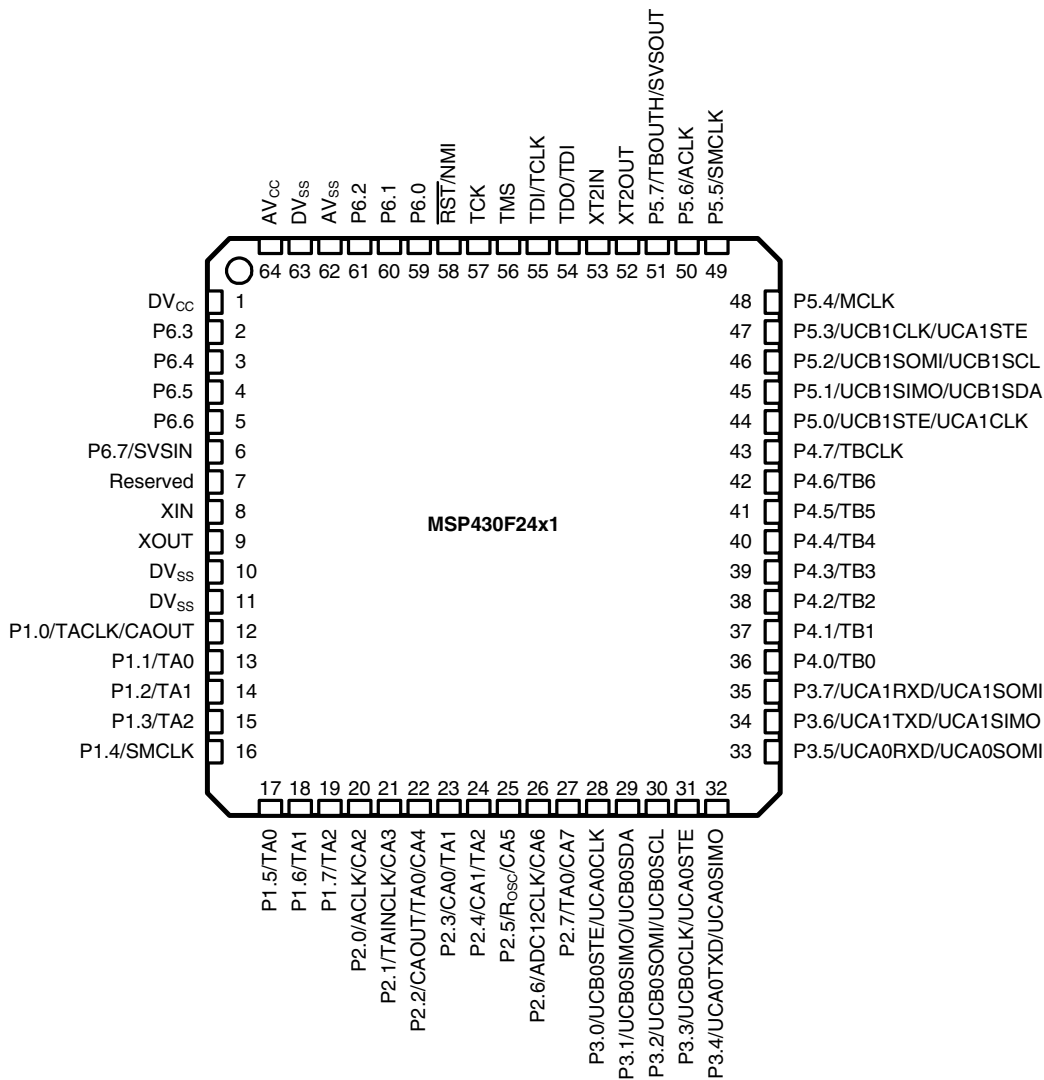 AVCC
DVSS
AVSS
P6.2
P6.1
P6.0
RST/NMI
TCK
TMS
TDI/TCLK
TDO/TDI
XT2IN
XT2OUT
P5.7/TBOUTH/SVSOUT
P5.6/ACLK
P5.5/SMCLK
64 63 62 61 60 59 58 57 56 55 54 53 52 51 50 49
DVCC 1
P6.3 2
P6.4 3
P6.5 4
P6.6 5
P6.7/SVSIN 6
Reserved 7
XIN 8
XOUT 9
DVSS 10
DVSS 11
P1.0/TACLK/CAOUT 12
P1.1/TA0 13
P1.2/TA1 14
P1.3/TA2 15
P1.4/SMCLK 16
MSP430F24x1
48 P5.4/MCLK
47 P5.3/UCB1CLK/UCA1STE
46 P5.2/UCB1SOMI/UCB1SCL
45 P5.1/UCB1SIMO/UCB1SDA
44 P5.0/UCB1STE/UCA1CLK
43 P4.7/TBCLK
42 P4.6/TB6
41 P4.5/TB5
40 P4.4/TB4
39 P4.3/TB3
38 P4.2/TB2
37 P4.1/TB1
36 P4.0/TB0
35 P3.7/UCA1RXD/UCA1SOMI
34 P3.6/UCA1TXD/UCA1SIMO
33 P3.5/UCA0RXD/UCA0SOMI
17 18 19 20 21 22 23 24 25 26 27 28 29 30 31 32
P1.5/TA0
P1.6/TA1
P1.7/TA2
P2.0/ACLK/CA2
P2.1/TAINCLK/CA3
P2.2/CAOUT/TA0/CA4
P2.3/CA0/TA1
P2.4/CA1/TA2
P2.5/ROSC/CA5
P2.6/ADC12CLK/CA6
P2.7/TA0/CA7
P3.0/UCB0STE/UCA0CLK
P3.1/UCB0SIMO/UCB0SDA
P3.2/UCB0SOMI/UCB0SCL
P3.3/UCB0CLK/UCA0STE
P3.4/UCA0TXD/UCA0SIMO